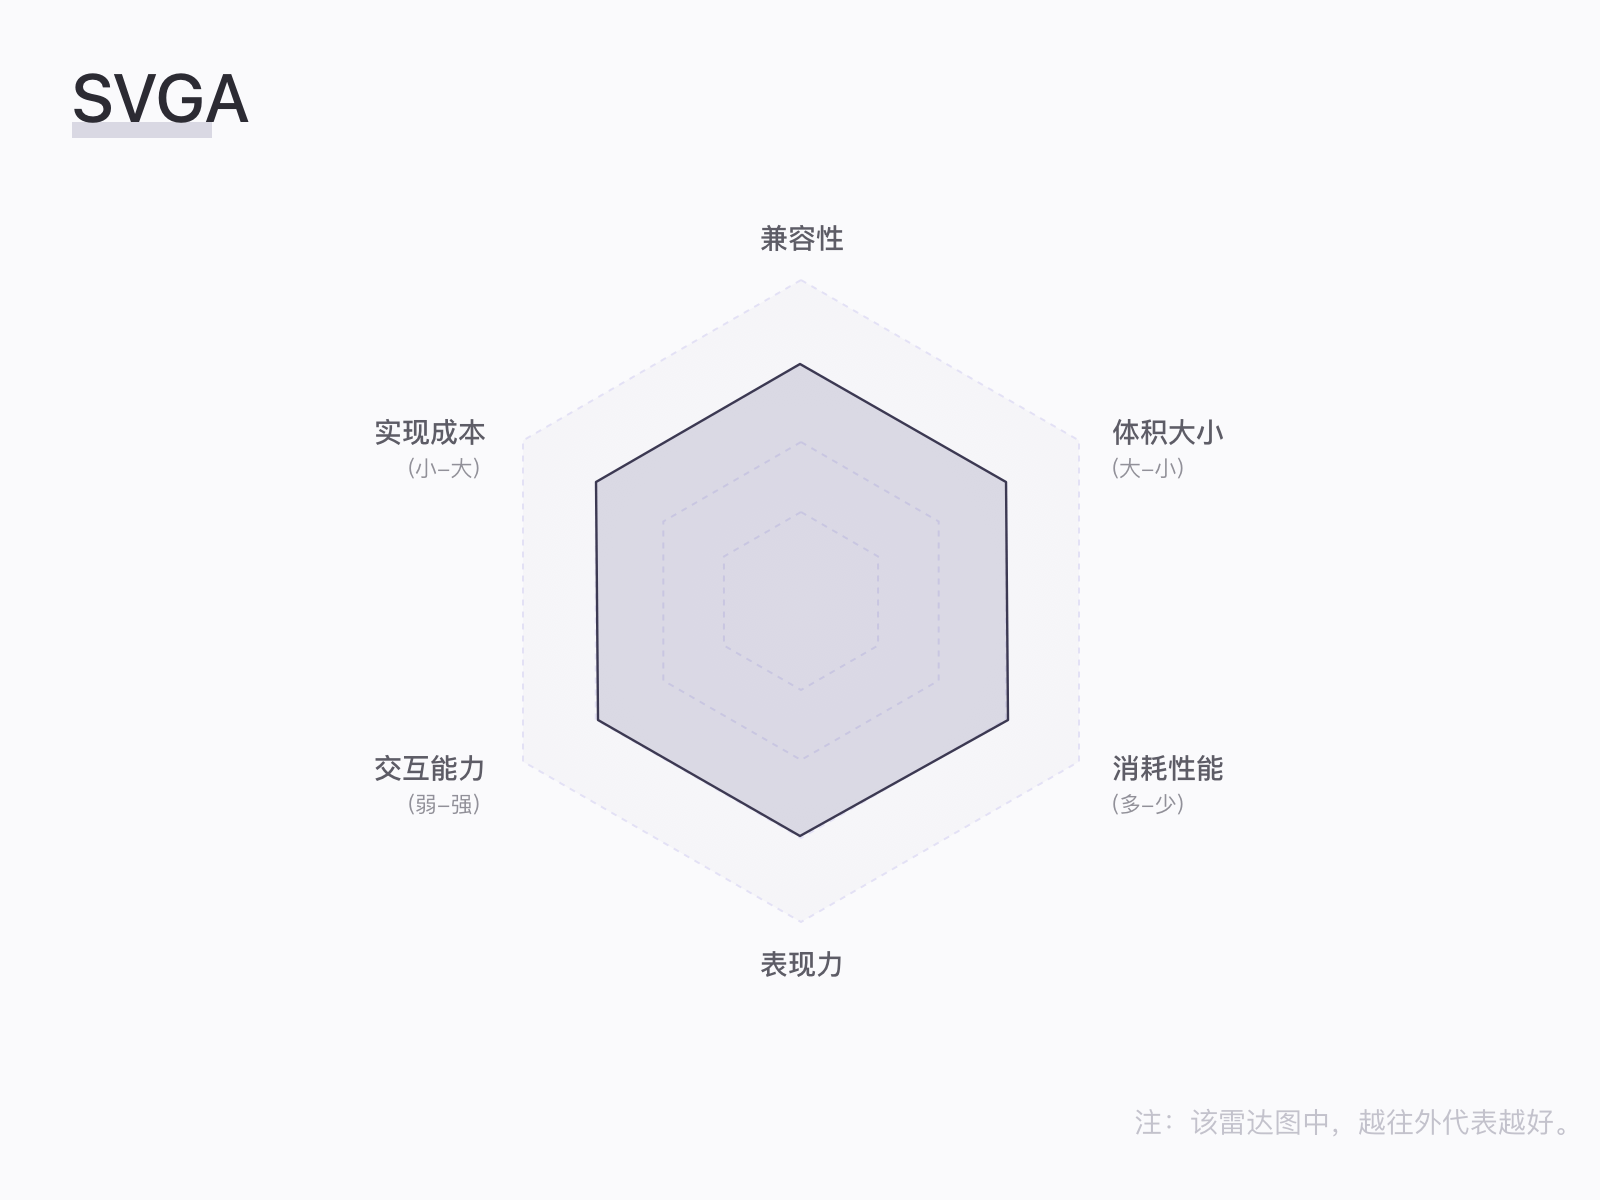 SVGA
兼容性
实现成本
（小–大）
体积大小
（大–小）
交互能力
（弱–强）
消耗性能
（多–少）
表现力
注：该雷达图中，越往外代表越好。